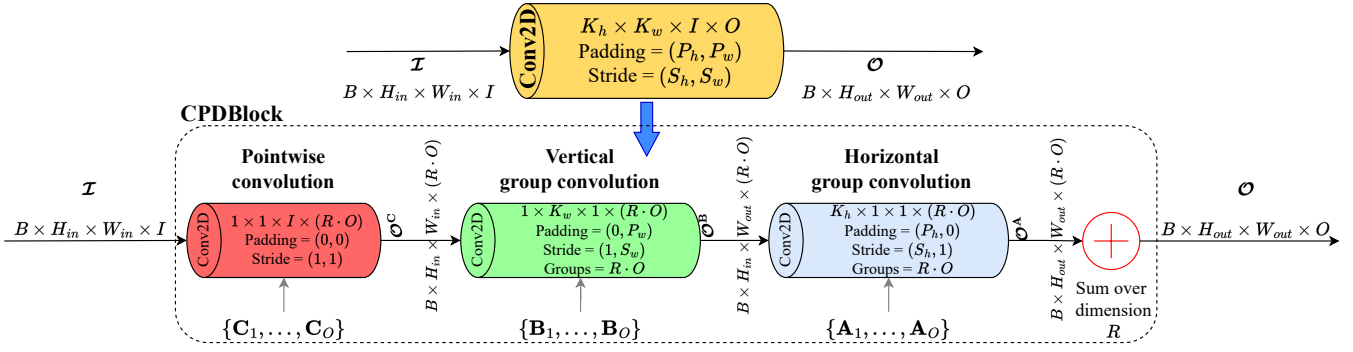 Conv2D
K_h × K_w × I × O
Padding = (P_h, P_w)
Stride = (S_h, S_w)
𝓘
B × H_in × W_in × I
𝓞
B × H_out × W_out × O
CPDBlock
Pointwise
convolution
Vertical
group convolution
Horizontal
group convolution
𝓘
B × H_in × W_in × I
Conv2D
1 × 1 × I × (R · O)
Padding = (0, 0)
Stride = (1, 1)
{C_1, . . . , C_O}
𝓞^C
B × H_in × W_in × (R · O)
Conv2D
1 × K_w × 1 × (R · O)
Padding = (0, P_w)
Stride = (1, S_w)
Groups = R · O
{B_1, . . . , B_O}
𝓞^B
B × H_in × W_out × (R · O)
Conv2D
K_h × 1 × 1 × (R · O)
Padding = (P_h, 0)
Stride = (S_h, 1)
Groups = R · O
{A_1, . . . , A_O}
𝓞^A
B × H_out × W_out × (R · O)
+
Sum over
dimension
R
𝓞
B × H_out × W_out × O